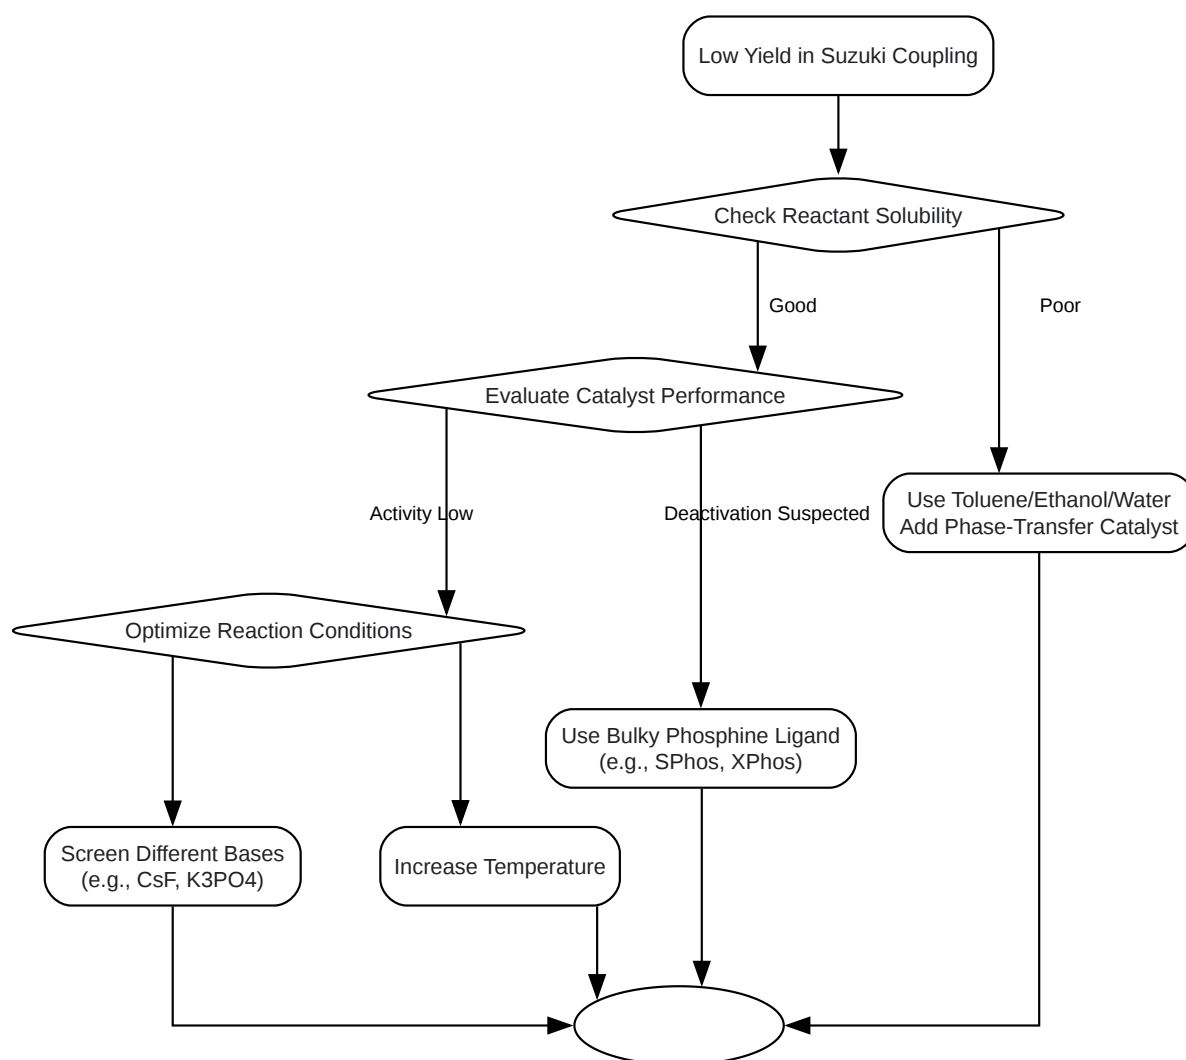 Low Yield in Suzuki Coupling
Check Reactant Solubility
Good
Poor
Evaluate Catalyst Performance
Use Toluene/Ethanol/Water
Add Phase-Transfer Catalyst
Activity Low
Deactivation Suspected
Optimize Reaction Conditions
Use Bulky Phosphine Ligand
(e.g., SPhos, XPhos)
Screen Different Bases
(e.g., CsF, K3PO4)
Increase Temperature